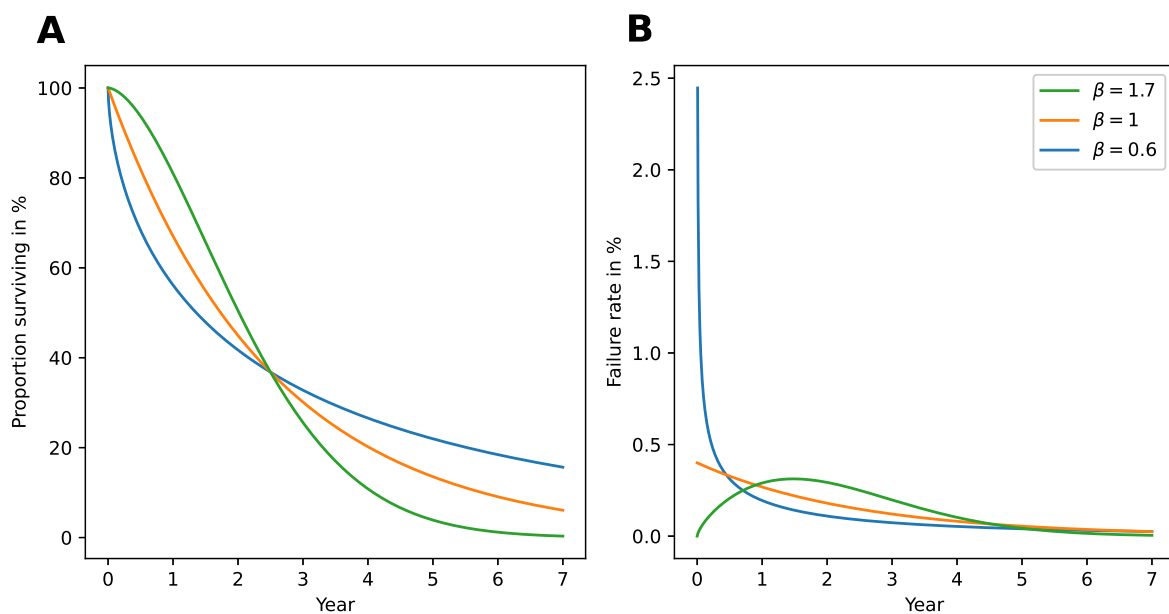 A
Proportion surviving in %
100
80
60
40
20
0
0 1 2 3 4 5 6 7
Year
B
Failure rate in %
2.5
2.0
1.5
1.0
0.5
0.0
β = 1.7
β = 1
β = 0.6
0 1 2 3 4 5 6 7
Year